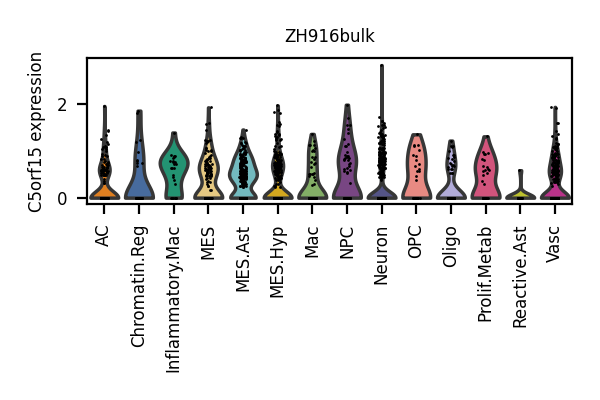 ZH916bulk
C5orf15 expression
2
0
AC
Chromatin.Reg
Inflammatory.Mac
MES
MES.Ast
MES.Hyp
Mac
NPC
Neuron
OPC
Oligo
Prolif.Metab
Reactive.Ast
Vasc